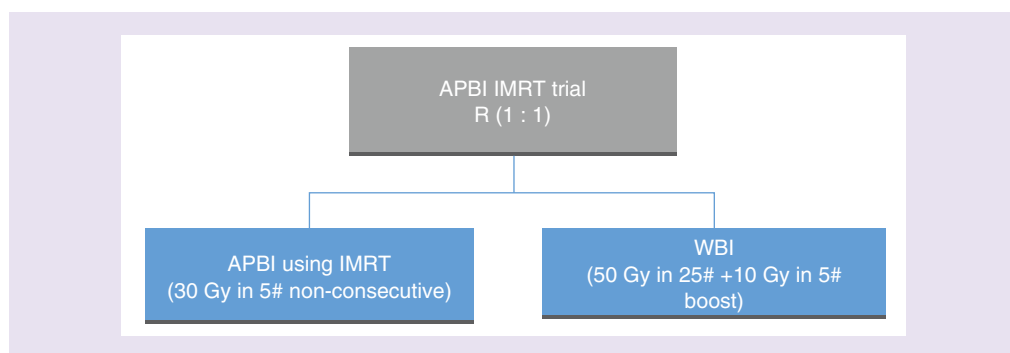 APBI IMRT trial
R (1 : 1)
APBI using IMRT
(30 Gy in 5# non-consecutive)
WBI
(50 Gy in 25# +10 Gy in 5#
boost)